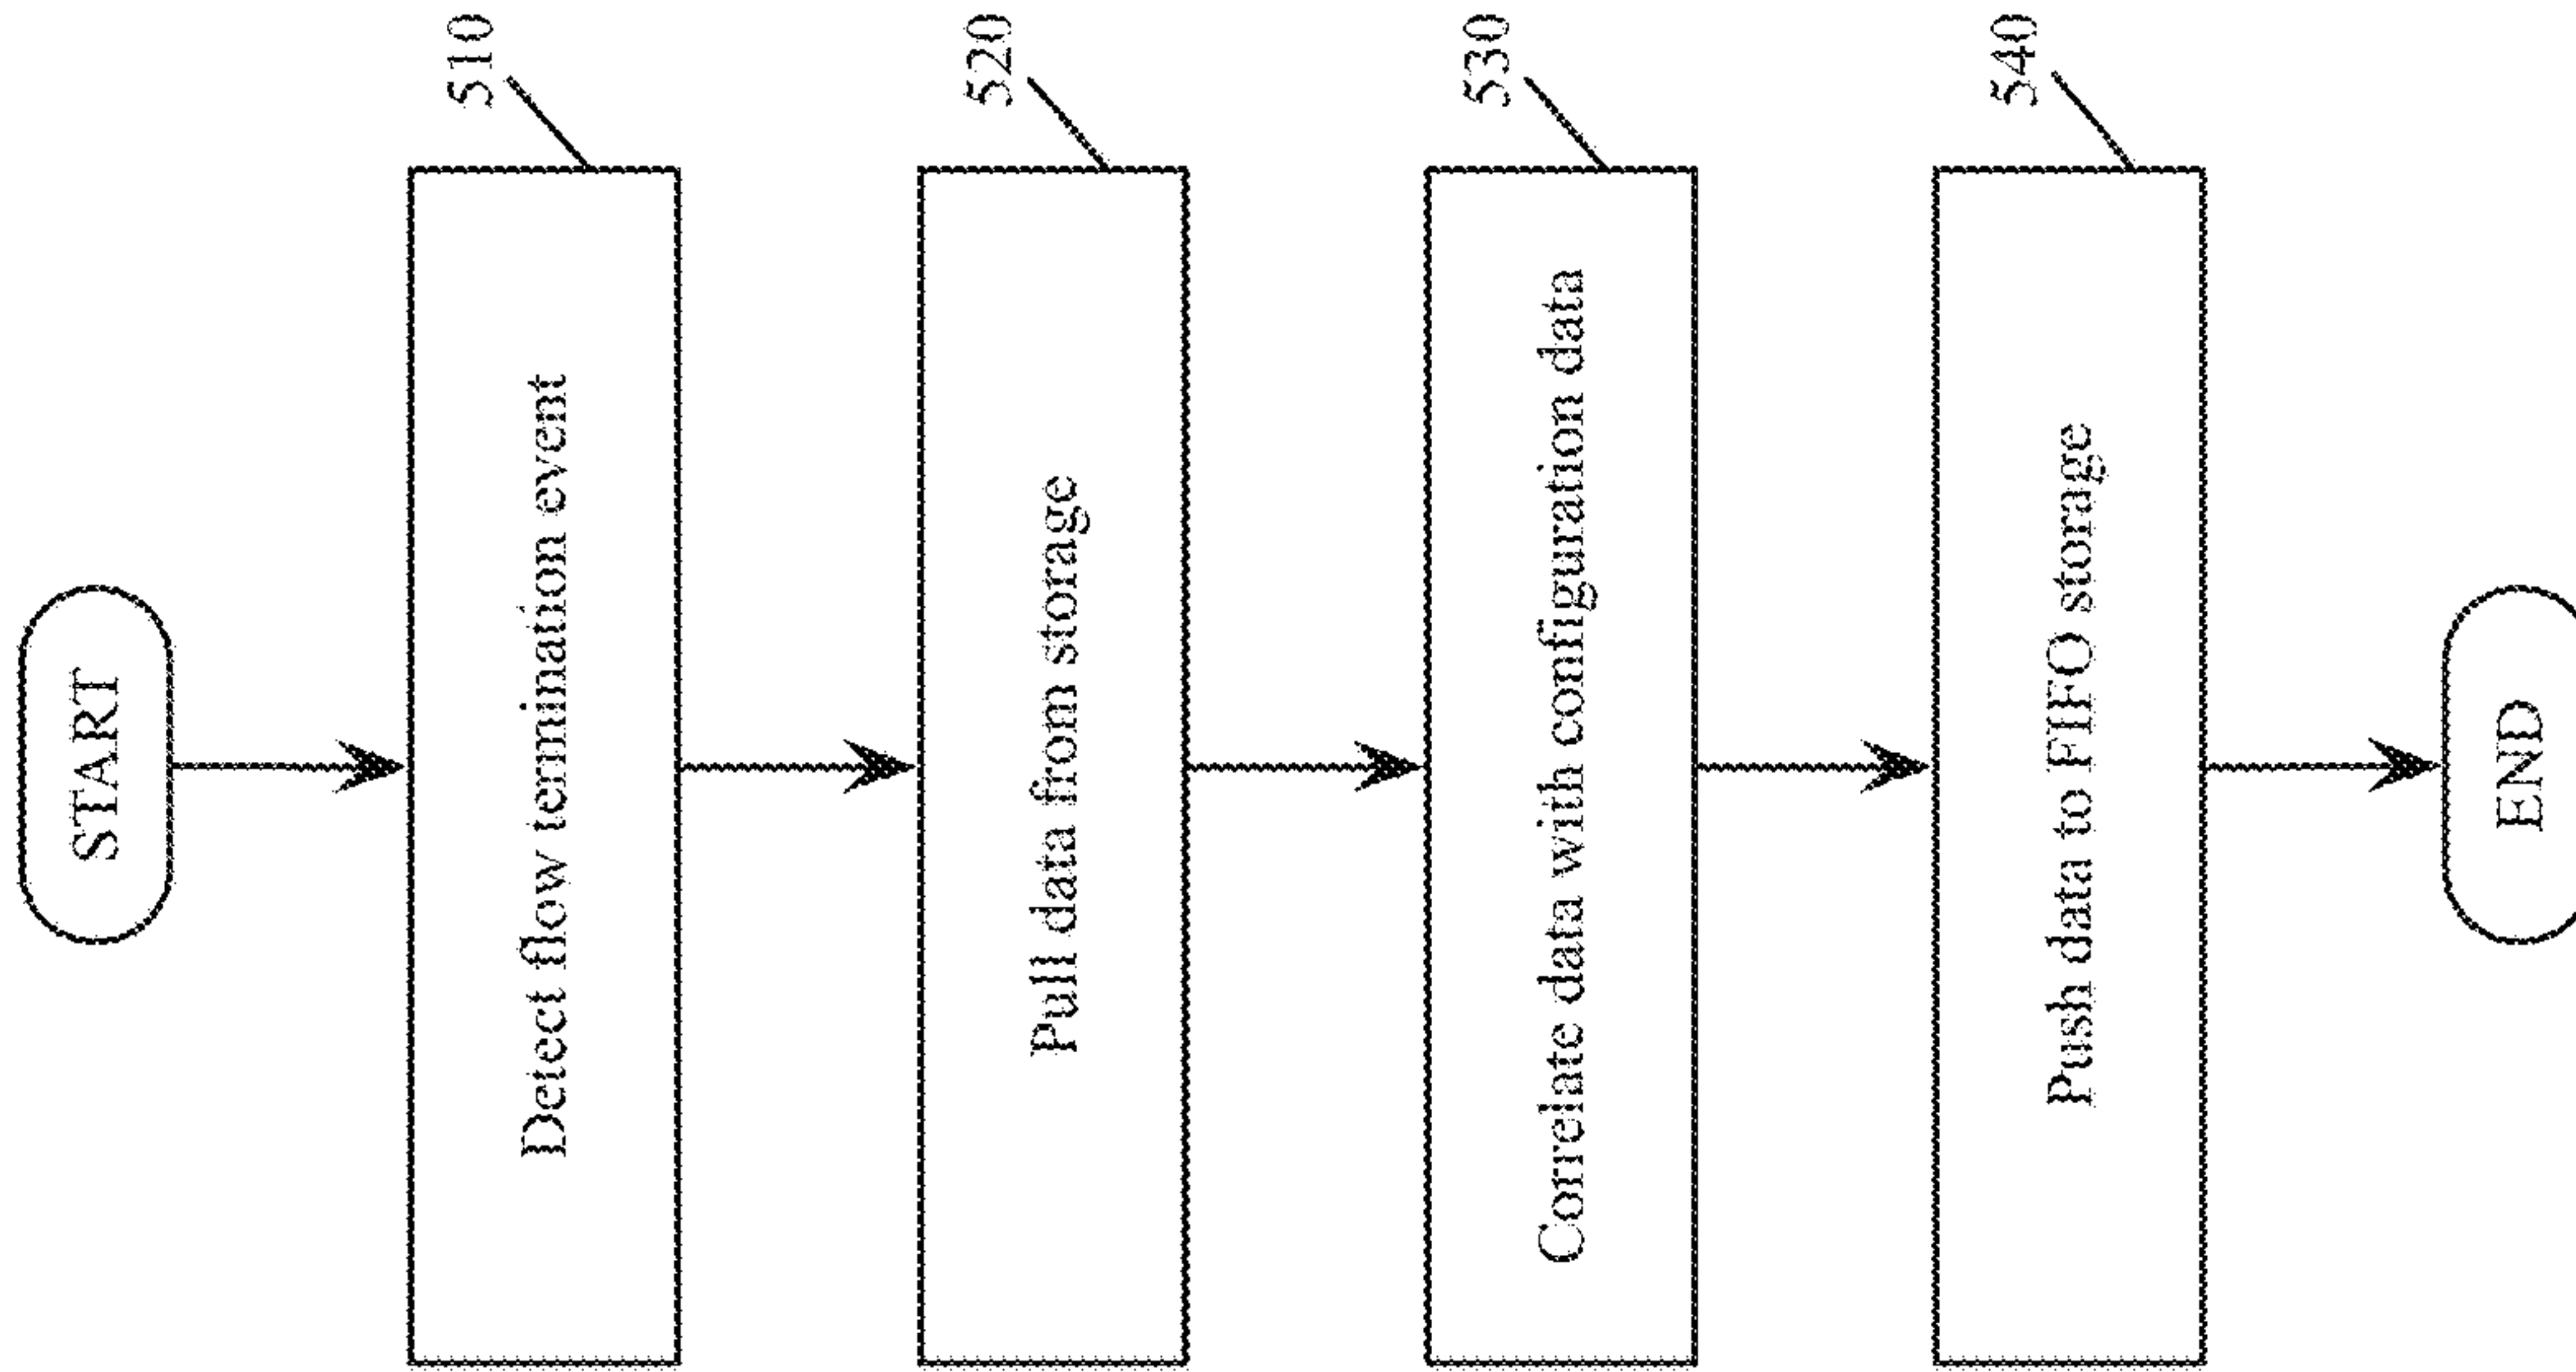 START
510
Detect flow termination event
520
Pull data from storage
530
Correlate data with configuration data
540
Push data to FIFO storage
END